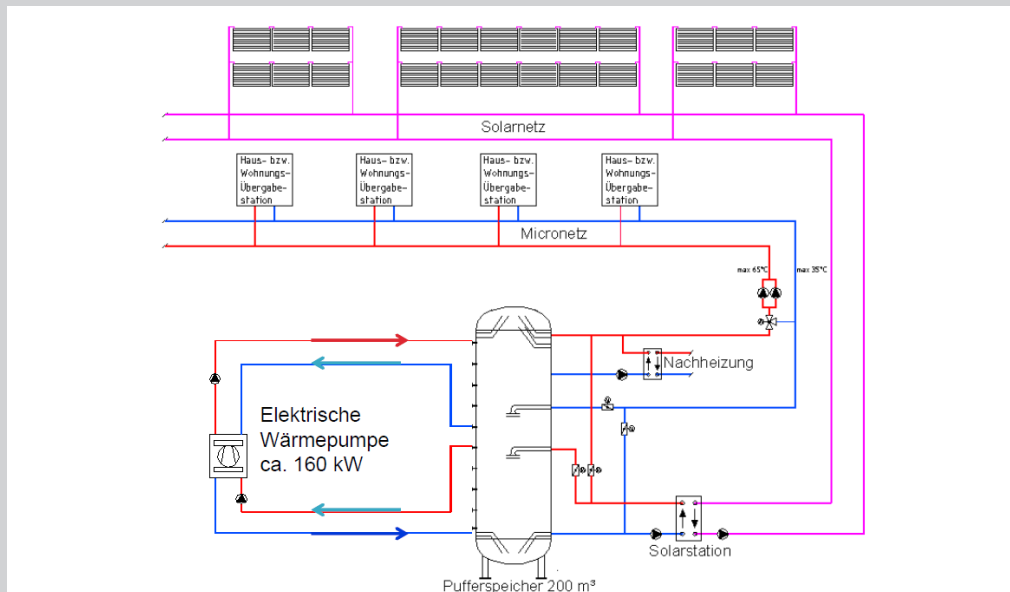 Solarnetz
Haus- bzw.
Wohnungs-
Übergabe-
station
Haus- bzw.
Wohnungs-
Übergabe-
station
Haus- bzw.
Wohnungs-
Übergabe-
station
Haus- bzw.
Wohnungs-
Übergabe-
station
Micronetz
max 65°C
max 35°C
Nachheizung
Elektrische
Wärmepumpe
ca. 160 kW
Solarstation
Pufferspeicher 200 m³